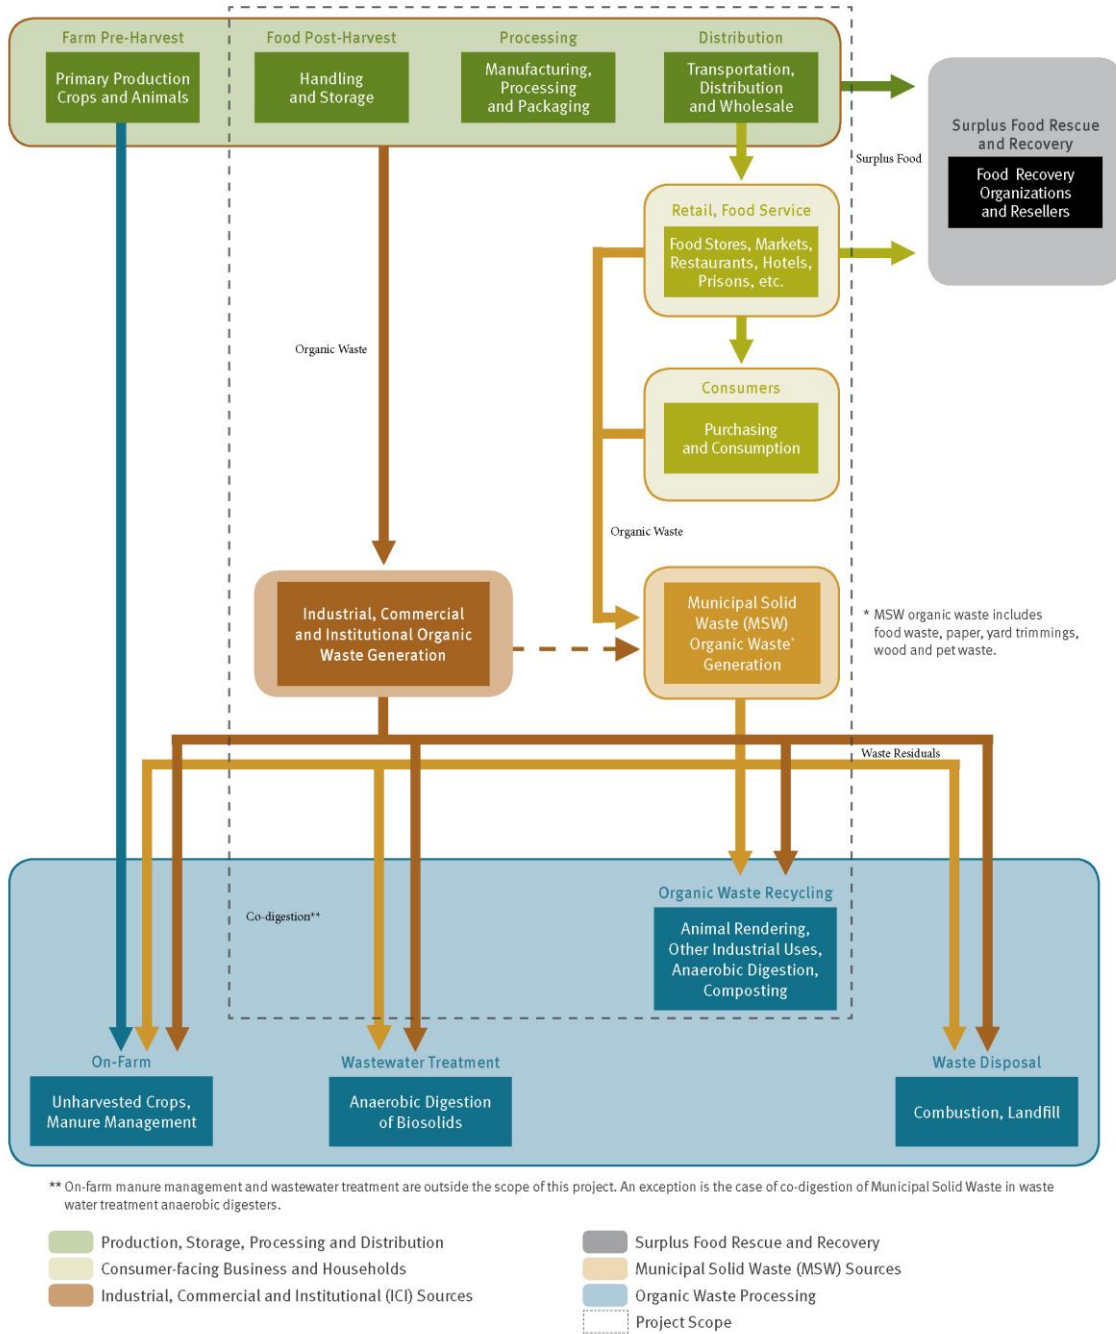 Farm Pre-Harvest
Primary Production
Crops and Animals
Food Post-Harvest
Handling
and Storage
Processing
Manufacturing,
Processing
and Packaging
Distribution
Transportation,
Distribution
and Wholesale
Surplus Food
Surplus Food Rescue
and Recovery
Food Recovery
Organizations
and Resellers
Retail, Food Service
Food Stores, Markets,
Restaurants, Hotels,
Prisons, etc.
Organic Waste
Consumers
Purchasing
and Consumption
Organic Waste
Industrial, Commercial
and Institutional Organic
Waste Generation
Municipal Solid
Waste (MSW)
Organic Waste*
Generation
* MSW organic waste includes
food waste, paper, yard trimmings,
wood and pet waste.
Waste Residuals
Organic Waste Recycling
Animal Rendering,
Other Industrial Uses,
Anaerobic Digestion,
Composting
Co-digestion**
On-Farm
Unharvested Crops,
Manure Management
Wastewater Treatment
Anaerobic Digestion
of Biosolids
Waste Disposal
Combustion, Landfill
** On-farm manure management and wastewater treatment are outside the scope of this project. An exception is the case of co-digestion of Municipal Solid Waste in waste
water treatment anaerobic digesters.
Production, Storage, Processing and Distribution
Consumer-facing Business and Households
Industrial, Commercial and Institutional (ICI) Sources
Surplus Food Rescue and Recovery
Municipal Solid Waste (MSW) Sources
Organic Waste Processing
Project Scope